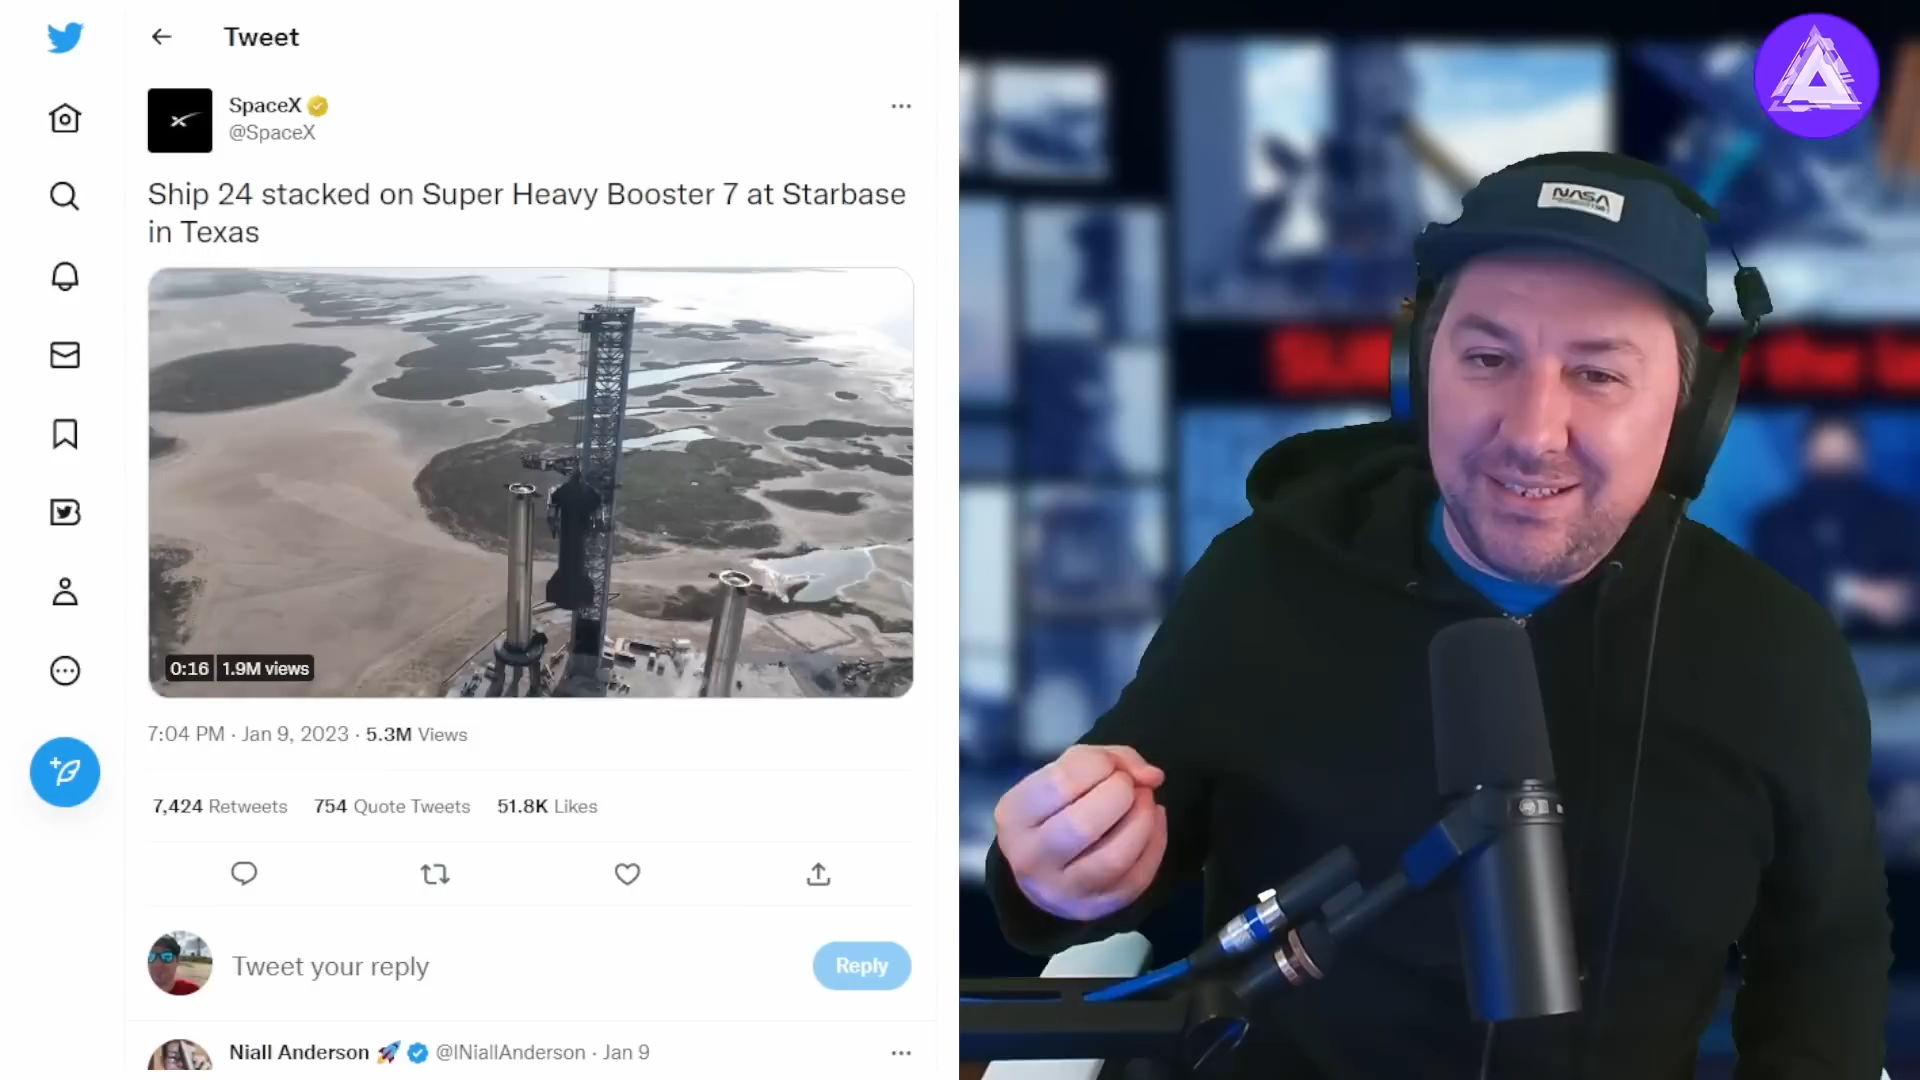 Tweet
SpaceX
@SpaceX
Ship 24 stacked on Super Heavy Booster 7 at Starbase
in Texas
0:16 1.9M views
7:04 PM · Jan 9, 2023 · 5.3M Views
7,424 Retweets 754 Quote Tweets 51.8K Likes
Tweet your reply
Reply
Niall Anderson 🚀 @INiallAnderson · Jan 9
NASA